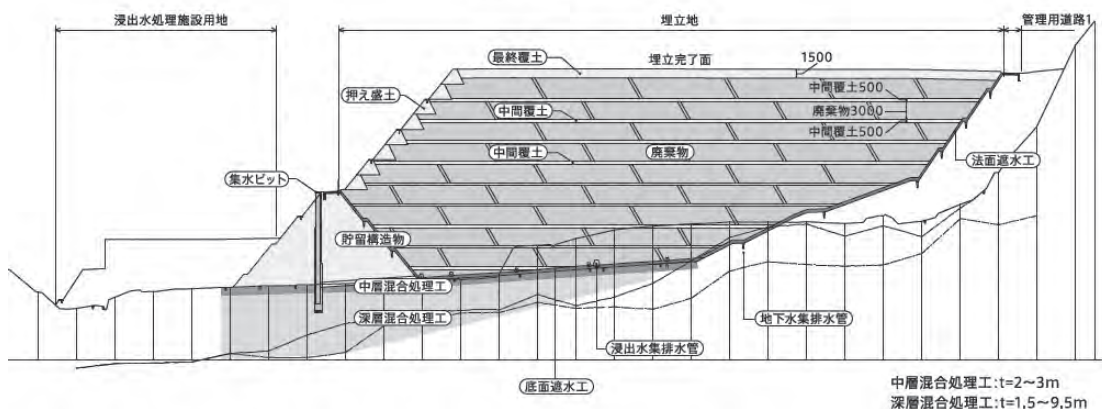 浸出水処理施設用地
埋立地
管理用道路1
最終覆土
埋立完了面
1500
押え盛土
中間覆土
中間覆土500
廃棄物3000
中間覆土500
中間覆土
廃棄物
法面遮水工
集水ピット
貯留構造物
中層混合処理工
深層混合処理工
地下水集排水管
浸出水集排水管
底面遮水工
中層混合処理工:t=2~3m
深層混合処理工:t=1,5~9,5m